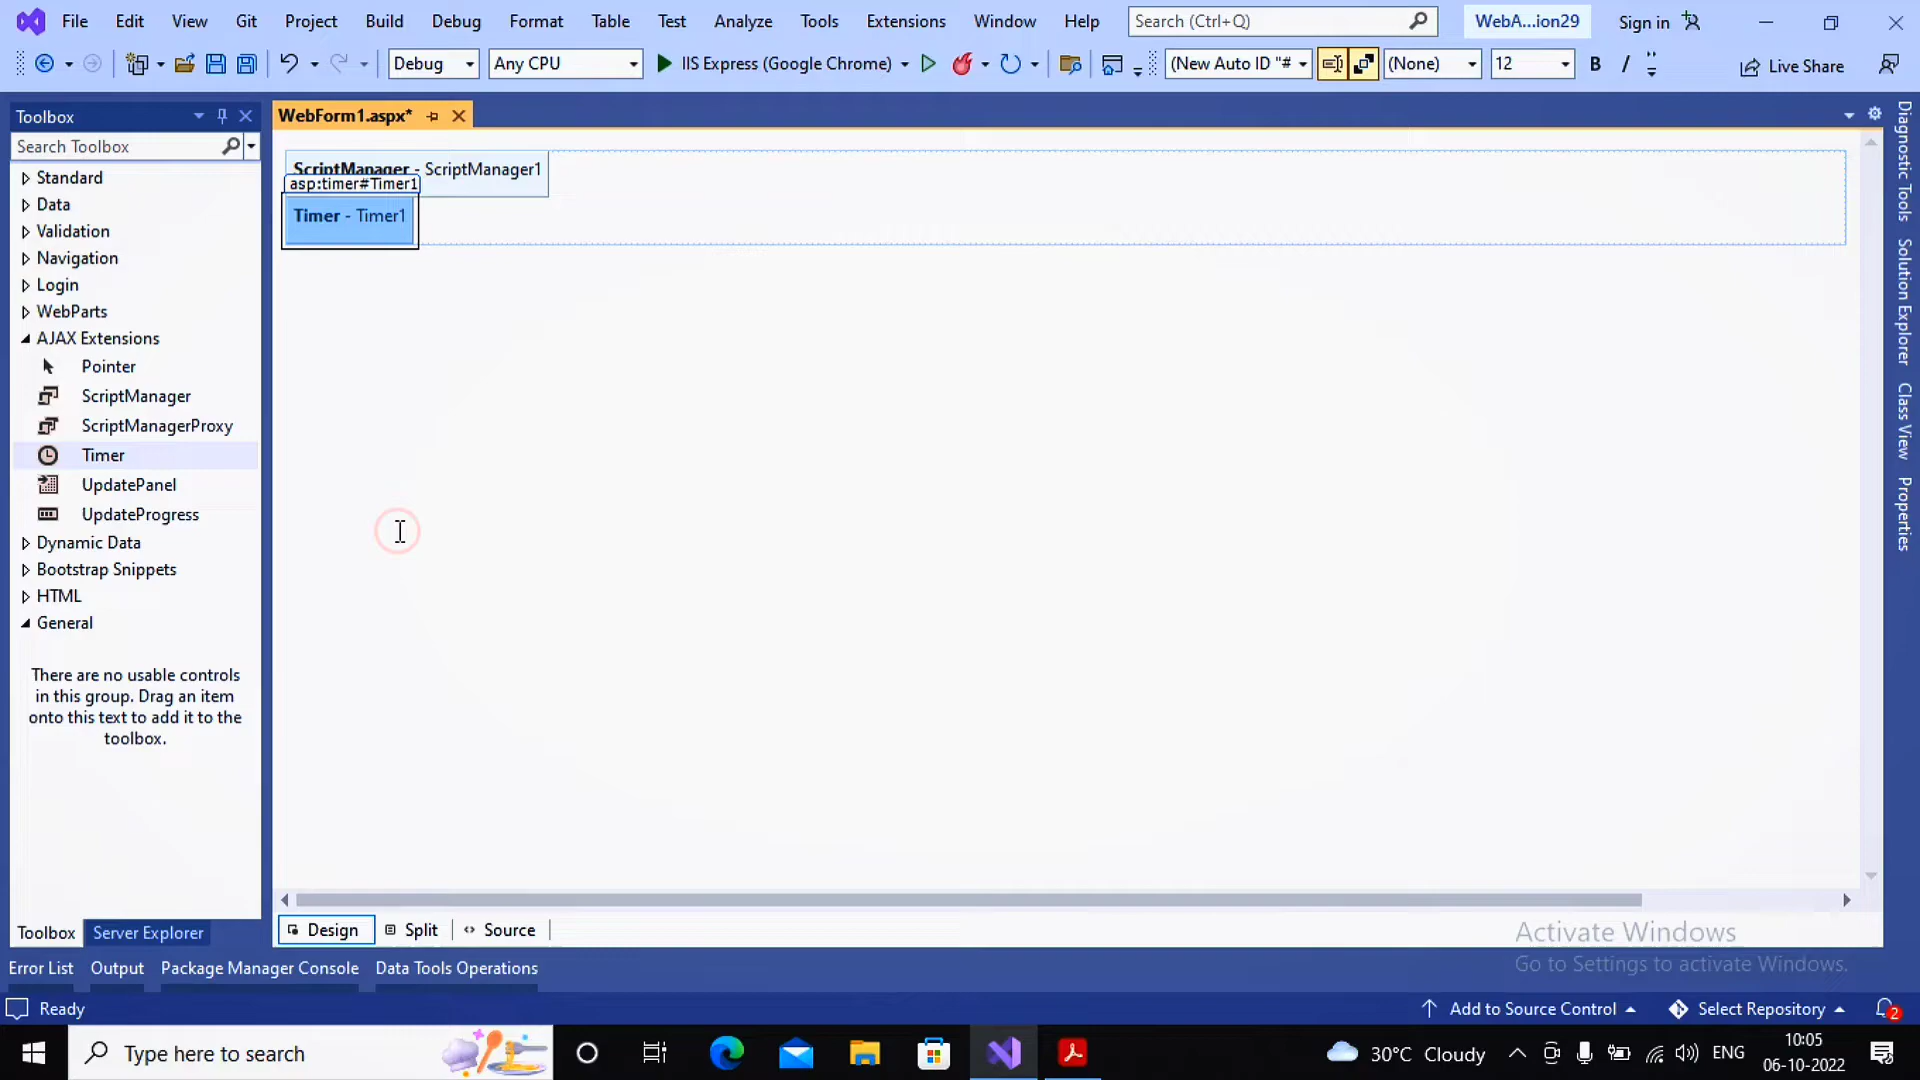 File Edit View Git Project Build Debug Format Table Test Analyze Tools Extensions Window Help Search (Ctrl+Q) WebA...ion29 Sign in
Debug Any CPU IIS Express (Google Chrome) (New Auto ID "# (None) 12 B I Live Share
Toolbox
Search Toolbox
Standard
Data
Validation
Navigation
Login
WebParts
AJAX Extensions
Pointer
ScriptManager
ScriptManagerProxy
Timer
UpdatePanel
UpdateProgress
Dynamic Data
Bootstrap Snippets
HTML
General
There are no usable controls
in this group. Drag an item
onto this text to add it to the
toolbox.
Toolbox Server Explorer
WebForm1.aspx*
ScriptManager - ScriptManager1
asp:timer#Timer1
Timer - Timer1
Design Split Source
Diagnostic Tools
Solution Explorer
Class View
Properties
Activate Windows
Go to Settings to activate Windows.
Error List Output Package Manager Console Data Tools Operations
Ready Add to Source Control Select Repository 2
Type here to search 30°C Cloudy ENG 10:05
06-10-2022